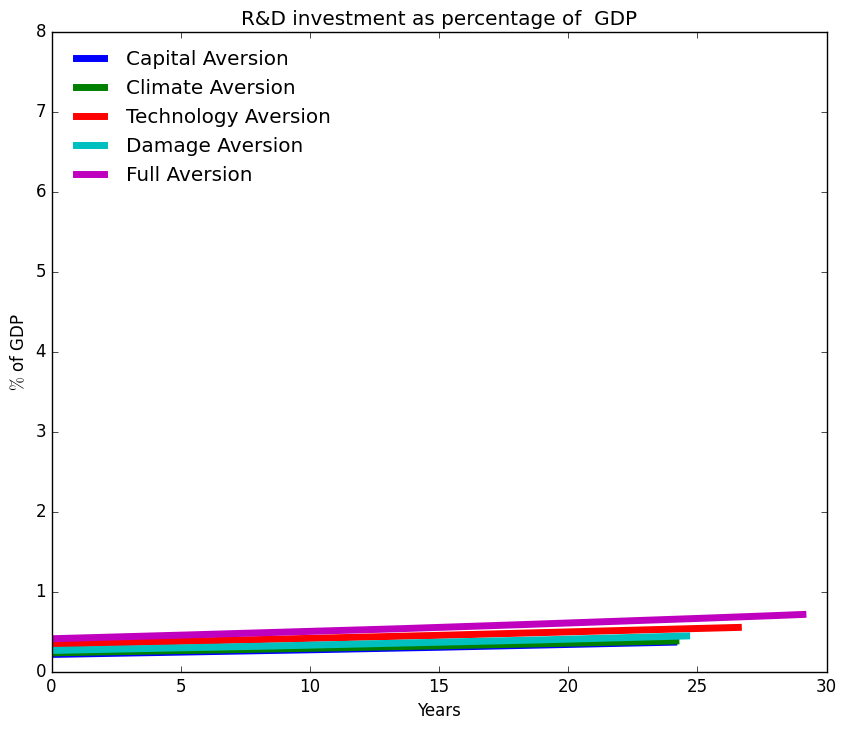 R&D investment as percentage of  GDP
8
7
6
5
4
3
2
1
0
% of GDP
Capital Aversion
Climate Aversion
Technology Aversion
Damage Aversion
Full Aversion
0 5 10 15 20 25 30
Years